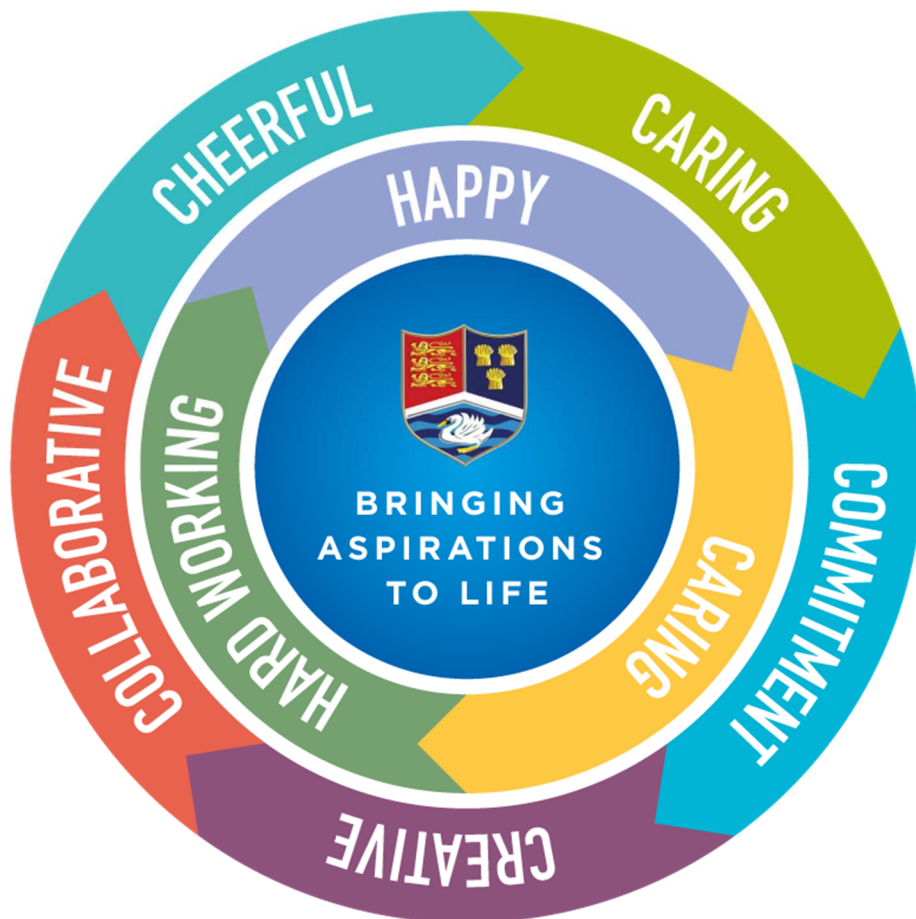 CHEERFUL
CARING
COMMITMENT
CREATIVE
COLLABORATIVE
HAPPY
CARING
HARD WORKING
BRINGING
ASPIRATIONS
TO LIFE